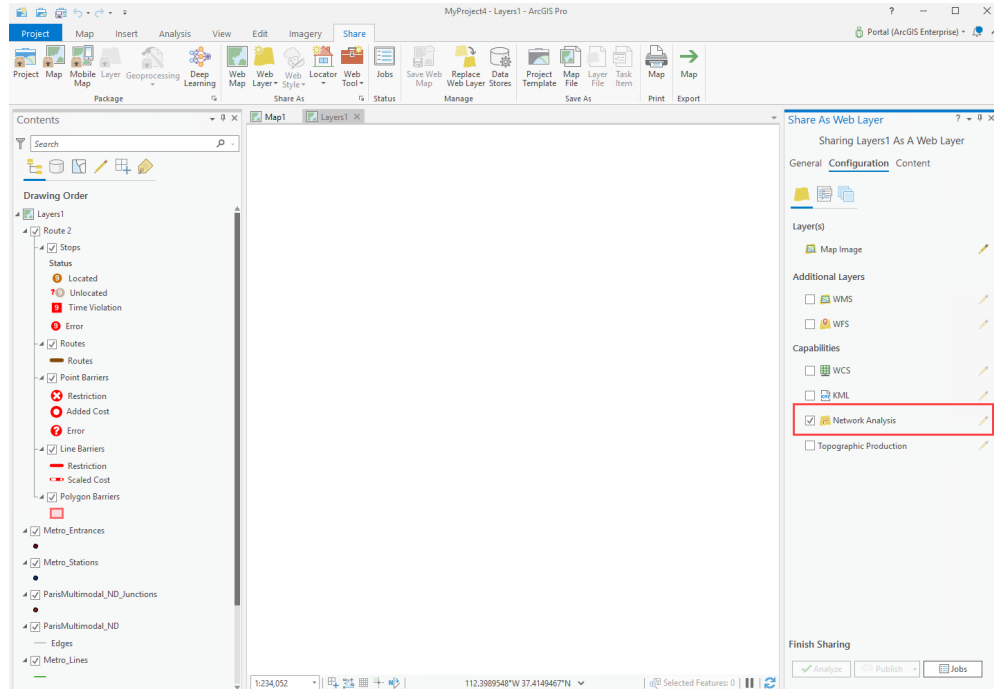 MyProject4 - Layers1 - ArcGIS Pro
Project Map Insert Analysis View Edit Imagery Share
Portal (ArcGIS Enterprise)
Project Map Mobile Map Layer Geoprocessing Deep Learning
Web Map Web Layer Web Style Locator Web Tool Jobs
Save Web Map Replace Web Layer Data Stores
Project Template Map File Layer File Task Item Map Map
Package Share As Status Manage Save As Print Export
Contents
Search
Drawing Order
Layers1
Route 2
Stops
Status
9 Located
?9 Unlocated
9 Time Violation
9 Error
Routes
Routes
Point Barriers
Restriction
Added Cost
? Error
Line Barriers
Restriction
Scaled Cost
Polygon Barriers
Metro_Entrances
Metro_Stations
ParisMultimodal_ND_Junctions
ParisMultimodal_ND
Edges
Metro_Lines
Map1 Layers1
1:234,052
112.3989548°W 37.4149467°N
Selected Features: 0
Share As Web Layer
Sharing Layers1 As A Web Layer
General Configuration Content
Layer(s)
Map Image
Additional Layers
WMS
WFS
Capabilities
WCS
KML
Network Analysis
Topographic Production
Finish Sharing
Analyze Publish Jobs